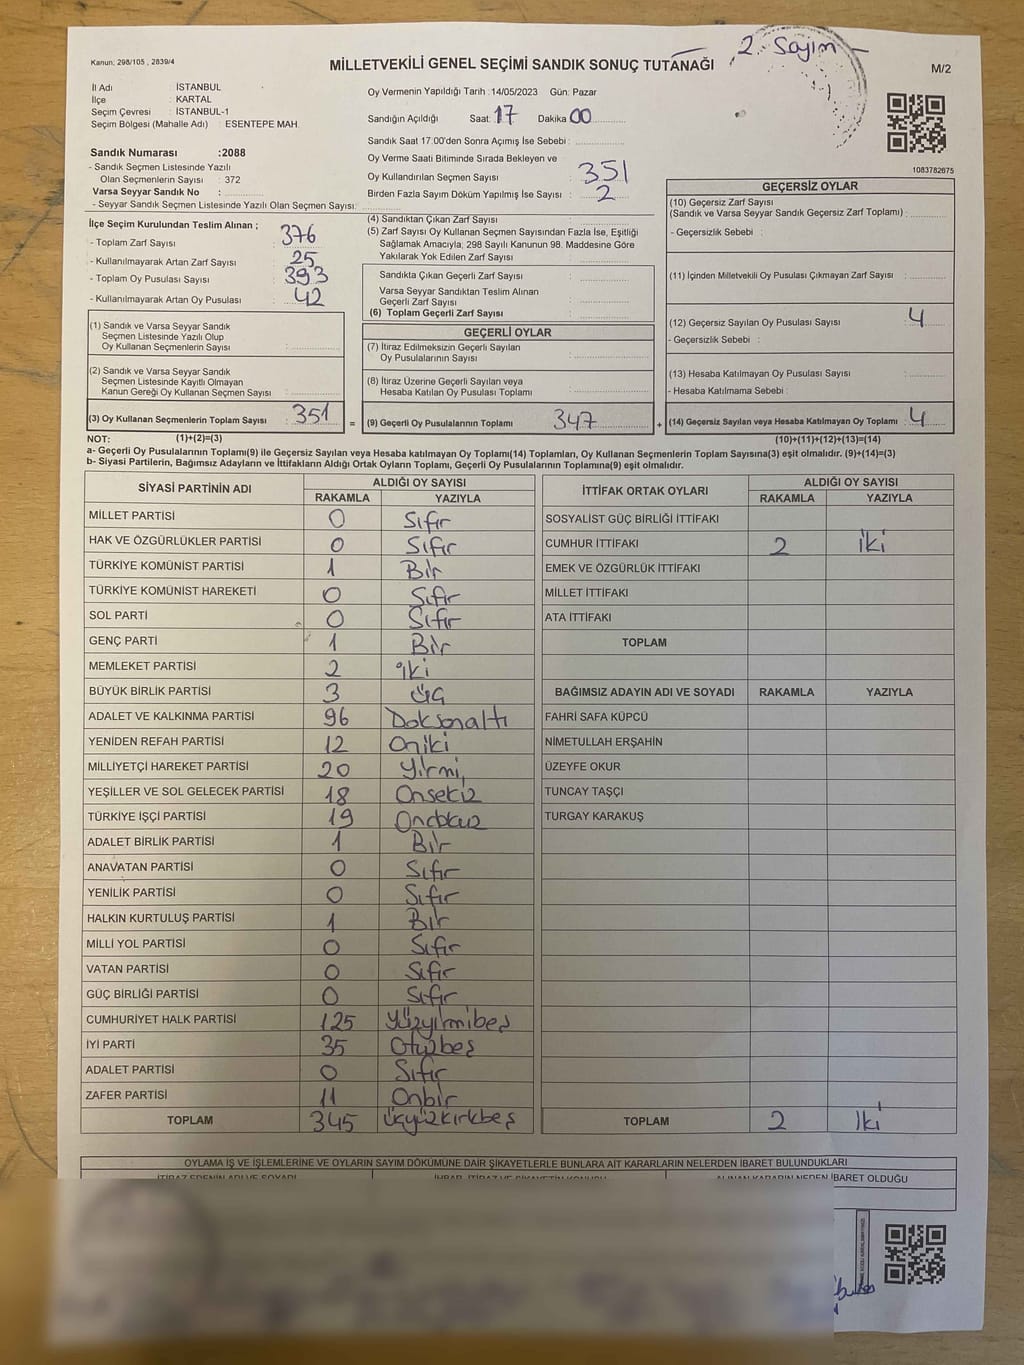 2. Sayım
Kanun: 298/105 , 2839/4
MİLLETVEKİLİ GENEL SEÇİMİ SANDIK SONUÇ TUTANAĞI
M/2
İl Adı : İSTANBUL
İlçe : KARTAL
Seçim Çevresi : İSTANBUL-1
Seçim Bölgesi (Mahalle Adı) : ESENTEPE MAH.
Sandık Numarası :2088
- Sandık Seçmen Listesinde Yazılı
Olan Seçmenlerin Sayısı : 372
Varsa Seyyar Sandık No :
- Seyyar Sandık Seçmen Listesinde Yazılı Olan Seçmen Sayısı:
Oy Vermenin Yapıldığı Tarih :14/05/2023 Gün: Pazar
Sandığın Açıldığı Saat: 17 Dakika 00
Sandık Saat 17:00'den Sonra Açımış İse Sebebi :
Oy Verme Saati Bitiminde Sırada Bekleyen ve
Oy Kullandırılan Seçmen Sayısı : 351
Birden Fazla Sayım Döküm Yapılmış İse Sayısı : 2
1083782675
İlçe Seçim Kurulundan Teslim Alınan ;
- Toplam Zarf Sayısı : 376
- Kullanılmayarak Artan Zarf Sayısı : 25
- Toplam Oy Pusulası : 393
- Kullanılmayarak Artan Oy Pusulası : 42
(1) Sandık ve Varsa Seyyar Sandık
Seçmen Listesinde Yazılı Olup
Oy Kullanan Seçmenlerin Sayısı :
(2) Sandık ve Varsa Seyyar Sandık
Seçmen Listesinde Kayıtlı Olmayan
Kanun Gereği Oy Kullanan Seçmen Sayısı :
(3) Oy Kullanan Seçmenlerin Toplam Sayısı : 351
(4) Sandıktan Çıkan Zarf Sayısı :
(5) Zarf Sayısı Oy Kullanan Seçmen Sayısından Fazla İse, Eşitliği
Sağlamak Amacıyla, 298 Sayılı Kanunun 98. Maddesine Göre
Yakılarak Yok Edilen Zarf Sayısı :
Sandıkta Çıkan Geçerli Zarf Sayısı :
Varsa Seyyar Sandıktan Teslim Alınan
Geçerli Zarf Sayısı :
(6) Toplam Geçerli Zarf Sayısı :
GEÇERLİ OYLAR
(7) İtiraz Edilmeksizin Geçerli Sayılan
Oy Pusulalarının Sayısı :
(8) İtiraz Üzerine Geçerli Sayılan veya
Hesaba Katılan Oy Pusulası Toplamı :
= (9) Geçerli Oy Pusulalarının Toplamı : 347 +
GEÇERSİZ OYLAR
(10) Geçersiz Zarf Sayısı
(Sandık ve Varsa Seyyar Sandık Geçersiz Zarf Toplamı) :
- Geçersizlik Sebebi :
(11) İçinden Milletvekili Oy Pusulası Çıkmayan Zarf Sayısı :
(12) Geçersiz Sayılan Oy Pusulası Sayısı : 4
- Geçersizlik Sebebi :
(13) Hesaba Katılmayan Oy Pusulası Sayısı :
- Hesaba Katılmama Sebebi :
(14) Geçersiz Sayılan veya Hesaba Katılmayan Oy Toplamı : 4
NOT: (1)+(2)=(3) (10)+(11)+(12)+(13)=(14)
a- Geçerli Oy Pusulalarının Toplamı(9) ile Geçersiz Sayılan veya Hesaba katılmayan Oy Toplamı(14) Toplamları, Oy Kullanan Seçmenlerin Toplam Sayısına(3) eşit olmalıdır. (9)+(14)=(3)
b- Siyasi Partilerin, Bağımsız Adayların ve İttifakların Aldığı Ortak Oyların Toplamı, Geçerli Oy Pusulalarının Toplamına(9) eşit olmalıdır.
SİYASİ PARTİNİN ADI ALDIĞI OY SAYISI
RAKAMLA YAZIYLA
MİLLET PARTİSİ 0 Sıfır
HAK VE ÖZGÜRLÜKLER PARTİSİ 0 Sıfır
TÜRKİYE KOMÜNİST PARTİSİ 1 Bir
TÜRKİYE KOMÜNİST HAREKETİ 0 Sıfır
SOL PARTİ 0 Sıfır
GENÇ PARTİ 1 Bir
MEMLEKET PARTİSİ 2 iki
BÜYÜK BİRLİK PARTİSİ 3 üç
ADALET VE KALKINMA PARTİSİ 96 Doksanaltı
YENİDEN REFAH PARTİSİ 12 Oniki
MİLLİYETÇİ HAREKET PARTİSİ 20 Yirmi
YEŞİLLER VE SOL GELECEK PARTİSİ 18 Onsekiz
TÜRKİYE İŞÇİ PARTİSİ 19 Ondokuz
ADALET BİRLİK PARTİSİ 1 Bir
ANAVATAN PARTİSİ 0 Sıfır
YENİLİK PARTİSİ 0 Sıfır
HALKIN KURTULUŞ PARTİSİ 1 Bir
MİLLİ YOL PARTİSİ 0 Sıfır
VATAN PARTİSİ 0 Sıfır
GÜÇ BİRLİĞİ PARTİSİ 0 Sıfır
CUMHURİYET HALK PARTİSİ 125 Yüzyirmibeş
İYİ PARTİ 35 Otuzbeş
ADALET PARTİSİ 0 Sıfır
ZAFER PARTİSİ 11 Onbir
TOPLAM 345 üçyüzkırkbeş
İTTİFAK ORTAK OYLARI ALDIĞI OY SAYISI
RAKAMLA YAZIYLA
SOSYALİST GÜÇ BİRLİĞİ İTTİFAKI
CUMHUR İTTİFAKI 2 iki
EMEK VE ÖZGÜRLÜK İTTİFAKI
MİLLET İTTİFAKI
ATA İTTİFAKI
TOPLAM
BAĞIMSIZ ADAYIN ADI VE SOYADI RAKAMLA YAZIYLA
FAHRİ SAFA KÜPCÜ
NİMETULLAH ERŞAHİN
ÜZEYFE OKUR
TUNCAY TAŞÇI
TURGAY KARAKUŞ
TOPLAM 2 İki
OYLAMA İŞ VE İŞLEMLERİNE VE OYLARIN SAYIM DÖKÜMÜNE DAİR ŞİKAYETLERLE BUNLARA AİT KARARLARIN NELERDEN İBARET BULUNDUKLARI
İTİRAZ EDENİN ADI VE SOYADI
ALINAN KARARIN NEDEN İBARET OLDUĞU